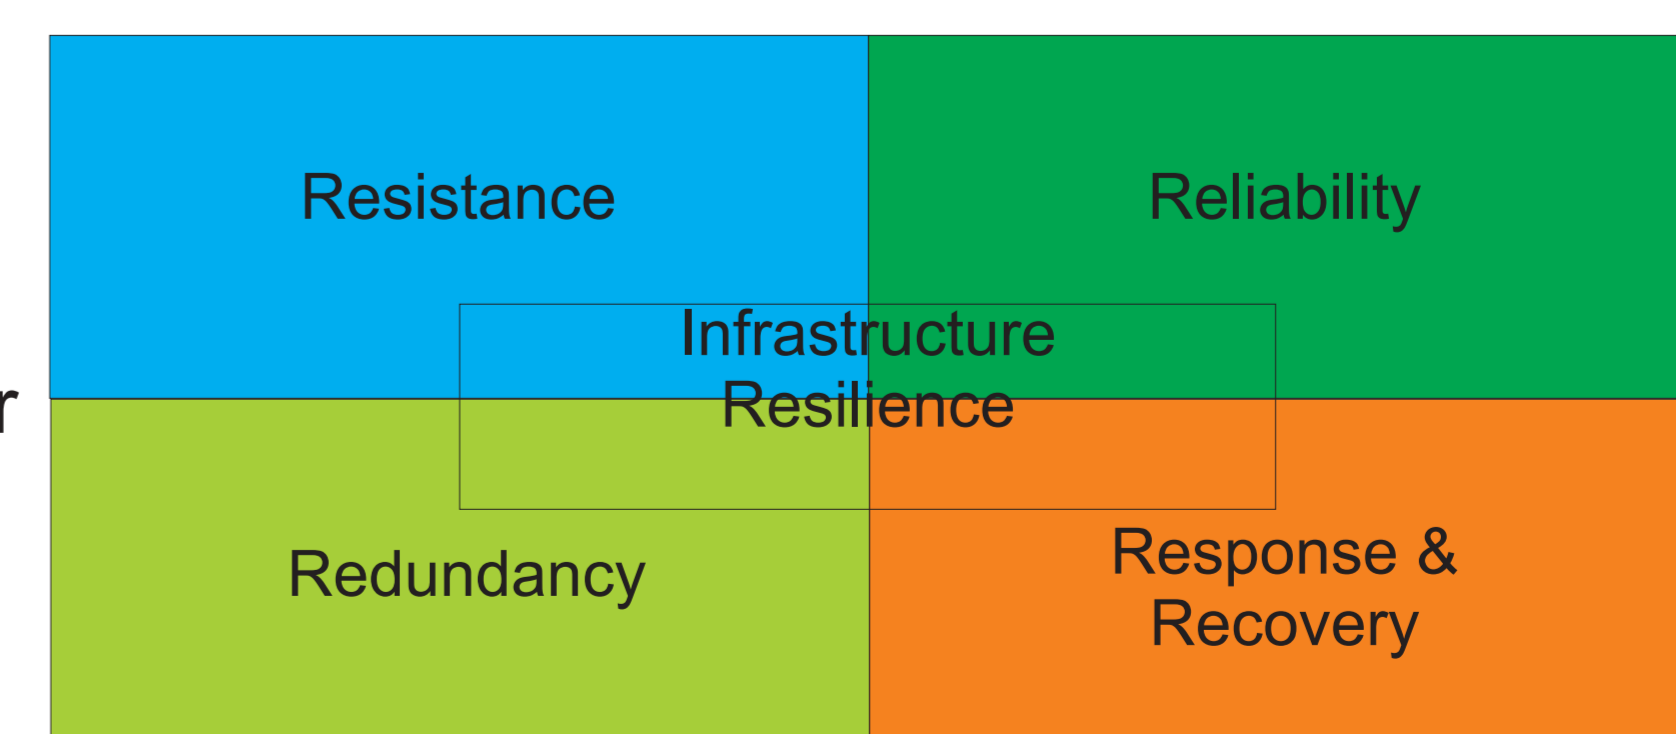 Resistance
Reliability
Infrastructure
Resilience
r
Redundancy
Response &
Recovery